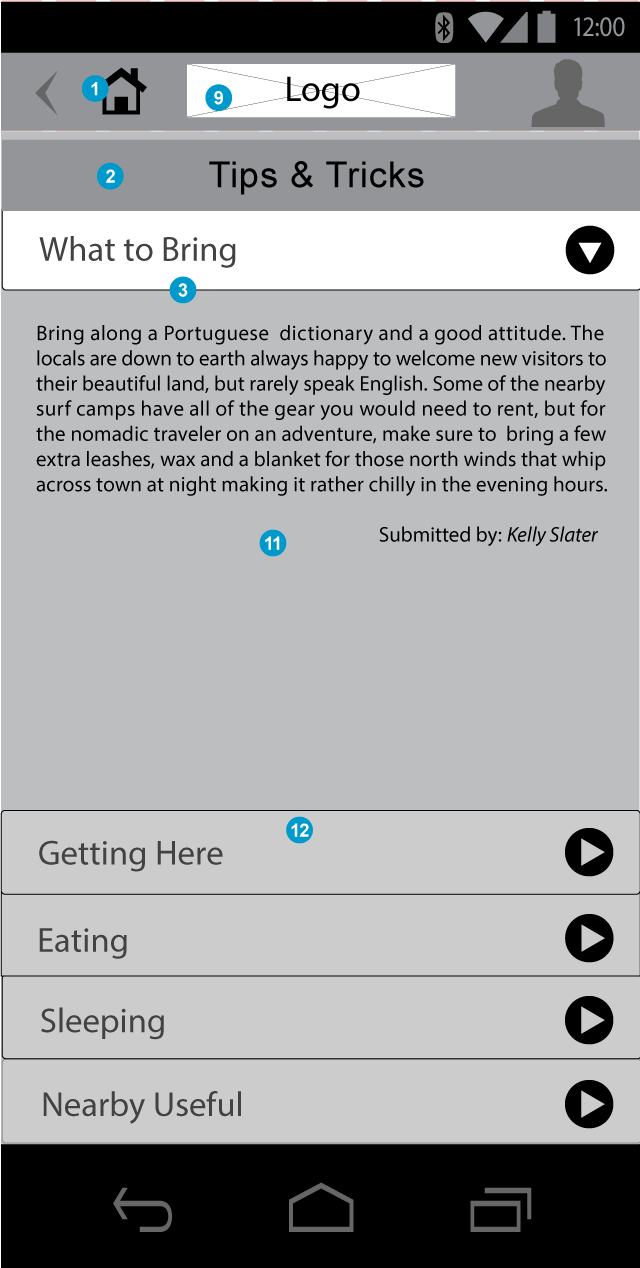 12:00
1
9
Logo
2
Tips & Tricks
What to Bring
3
Bring along a Portuguese dictionary and a good attitude. The
locals are down to earth always happy to welcome new visitors to
their beautiful land, but rarely speak English. Some of the nearby
surf camps have all of the gear you would need to rent, but for
the nomadic traveler on an adventure, make sure to bring a few
extra leashes, wax and a blanket for those north winds that whip
across town at night making it rather chilly in the evening hours.
Submitted by: Kelly Slater
11
12
Getting Here
Eating
Sleeping
Nearby Useful